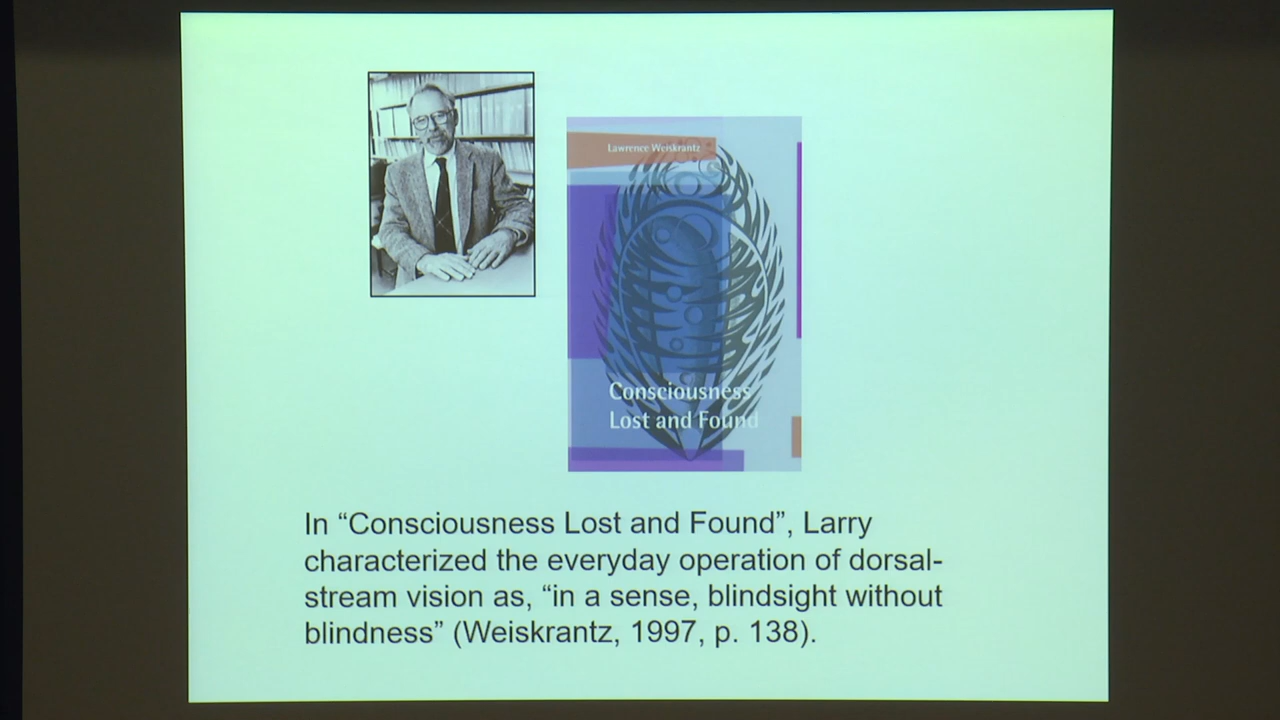 Lawrence Weiskrantz
Consciousness
Lost and Found
In “Consciousness Lost and Found”, Larry
characterized the everyday operation of dorsal-
stream vision as, “in a sense, blindsight without
blindness” (Weiskrantz, 1997, p. 138).